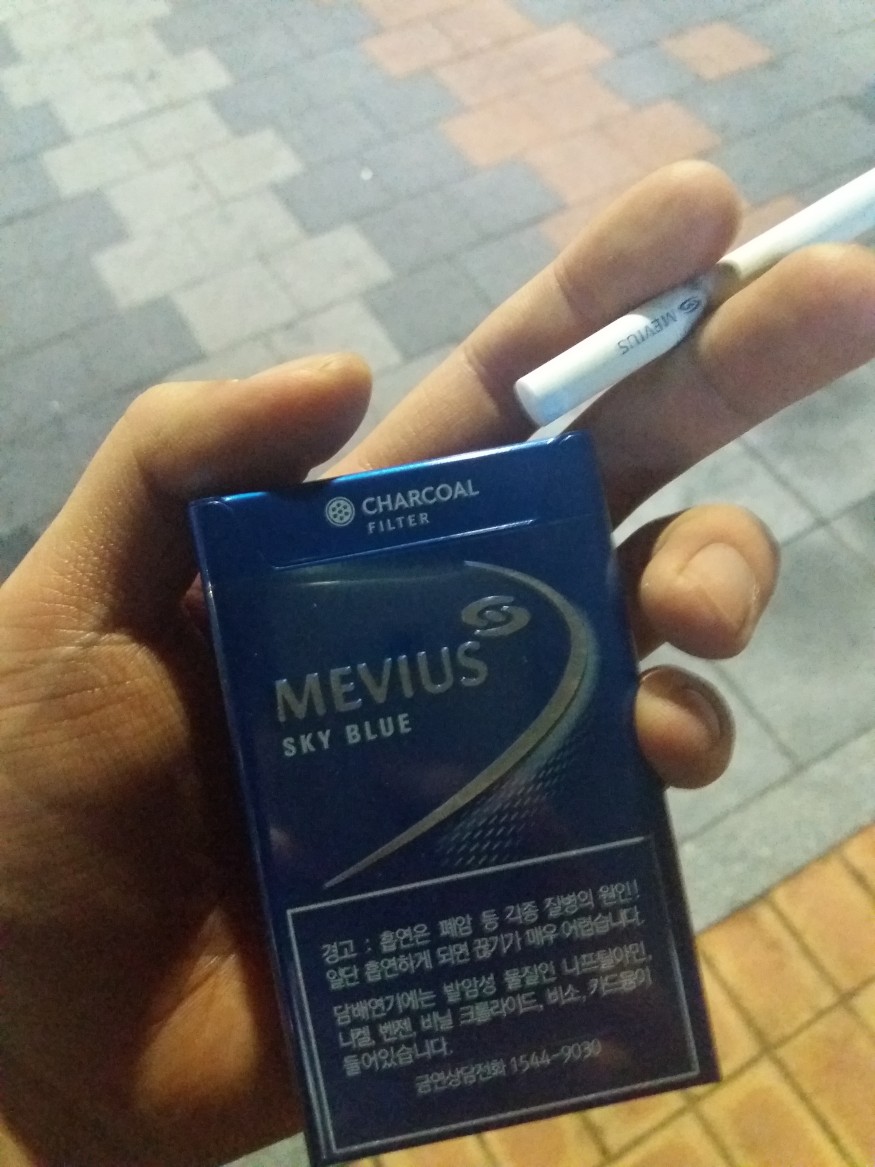 MEVIUS
CHARCOAL
FILTER
MEVIUS
SKY BLUE
경고 : 흡연은 폐암 등 각종 질병의 원인!
일단 흡연하게 되면 끊기가 매우 어렵습니다.
담배연기에는 발암성 물질인 나프틸아민,
니켈, 벤젠, 비닐 크롤라이드, 비소, 카드뮴이
들어있습니다.
금연상담전화 1544-9030